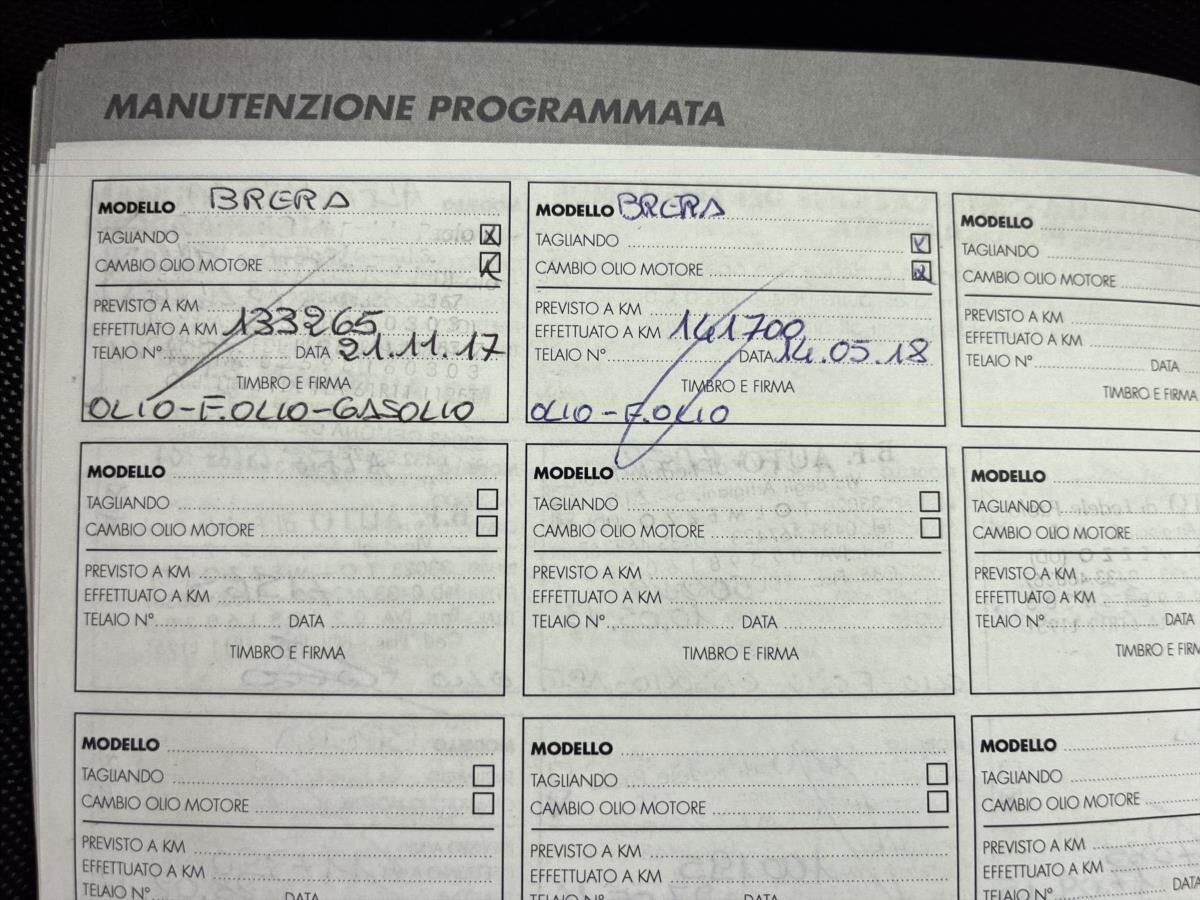 MANUTENZIONE PROGRAMMATA
MODELLO BRERA
TAGLIANDO X
CAMBIO OLIO MOTORE X
PREVISTO A KM
EFFETTUATO A KM 133265
TELAIO N° DATA 21.11.17
TIMBRO E FIRMA
OLIO-F.OLIO-GASOLIO
MODELLO BRERA
TAGLIANDO
CAMBIO OLIO MOTORE
PREVISTO A KM
EFFETTUATO A KM 141700
TELAIO N° DATA 14.05.18
TIMBRO E FIRMA
OLIO-F.OLIO
MODELLO
TAGLIANDO
CAMBIO OLIO MOTORE
PREVISTO A KM
EFFETTUATO A KM
TELAIO N° DATA
TIMBRO E FIRMA
MODELLO
TAGLIANDO
CAMBIO OLIO MOTORE
PREVISTO A KM
EFFETTUATO A KM
TELAIO N° DATA
TIMBRO E FIRMA
MODELLO
TAGLIANDO
CAMBIO OLIO MOTORE
PREVISTO A KM
EFFETTUATO A KM
TELAIO N° DATA
TIMBRO E FIRMA
MODELLO
TAGLIANDO
CAMBIO OLIO MOTORE
PREVISTO A KM
EFFETTUATO A KM
TELAIO N° DATA
TIMBRO E FIRMA
MODELLO
TAGLIANDO
CAMBIO OLIO MOTORE
PREVISTO A KM
EFFETTUATO A KM
TELAIO N° DATA
MODELLO
TAGLIANDO
CAMBIO OLIO MOTORE
PREVISTO A KM
EFFETTUATO A KM
TELAIO N° DATA
MODELLO
TAGLIANDO
CAMBIO OLIO MOTORE
PREVISTO A KM
EFFETTUATO A KM
TELAIO N°